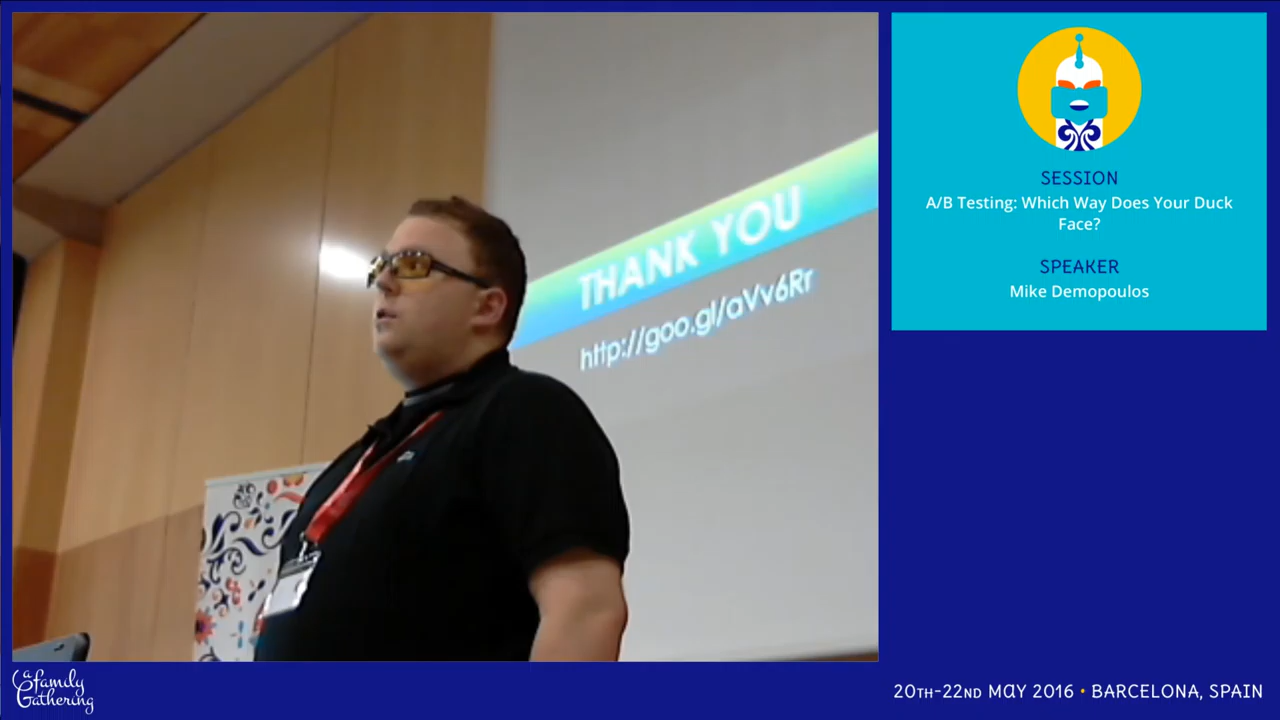 THANK YOU
http://goo.gl/aVv6Rr
SESSION
A/B Testing: Which Way Does Your Duck
Face?
SPEAKER
Mike Demopoulos
a
family
Gathering
20TH-22ND MAY 2016 • BARCELONA, SPAIN